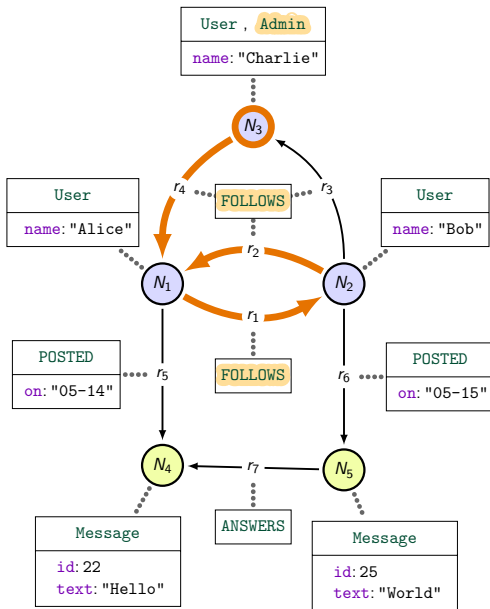 User , Admin
name: "Charlie"
N3
r4
r3
User
name: "Alice"
FOLLOWS
User
name: "Bob"
r2
N1
N2
r1
POSTED
on: "05-14"
r5
FOLLOWS
r6
POSTED
on: "05-15"
N4
r7
N5
Message
id: 22
text: "Hello"
ANSWERS
Message
id: 25
text: "World"